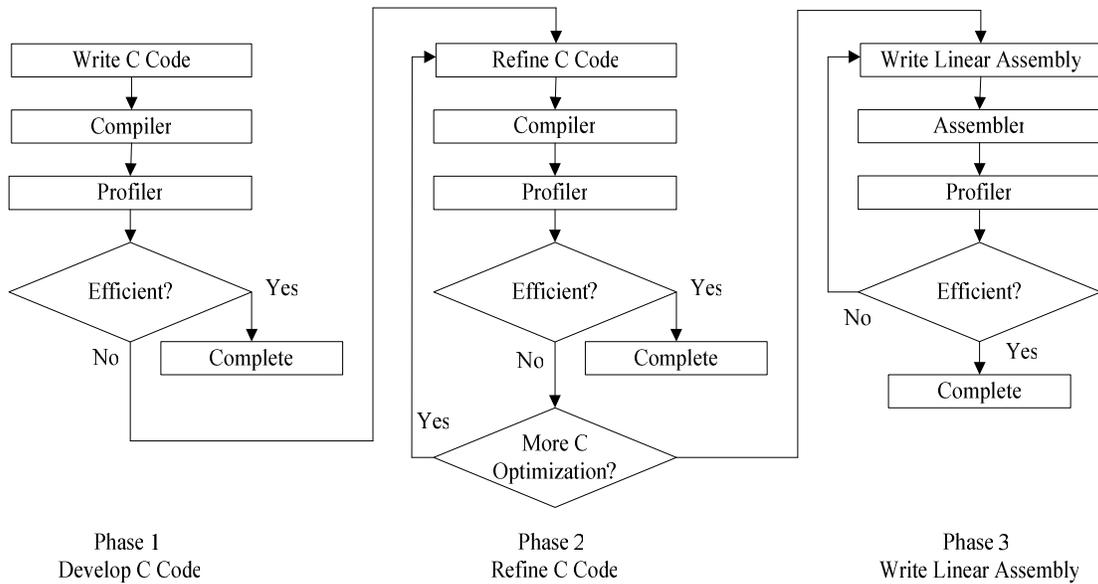 Write C Code
Compiler
Profiler
Efficient?
Yes
No
Complete
Phase 1
Develop C Code
Refine C Code
Compiler
Profiler
Efficient?
Yes
No
Complete
Yes
More C
Optimization?
Phase 2
Refine C Code
Write Linear Assembly
Assembler
Profiler
Efficient?
No
Yes
Complete
Phase 3
Write Linear Assembly